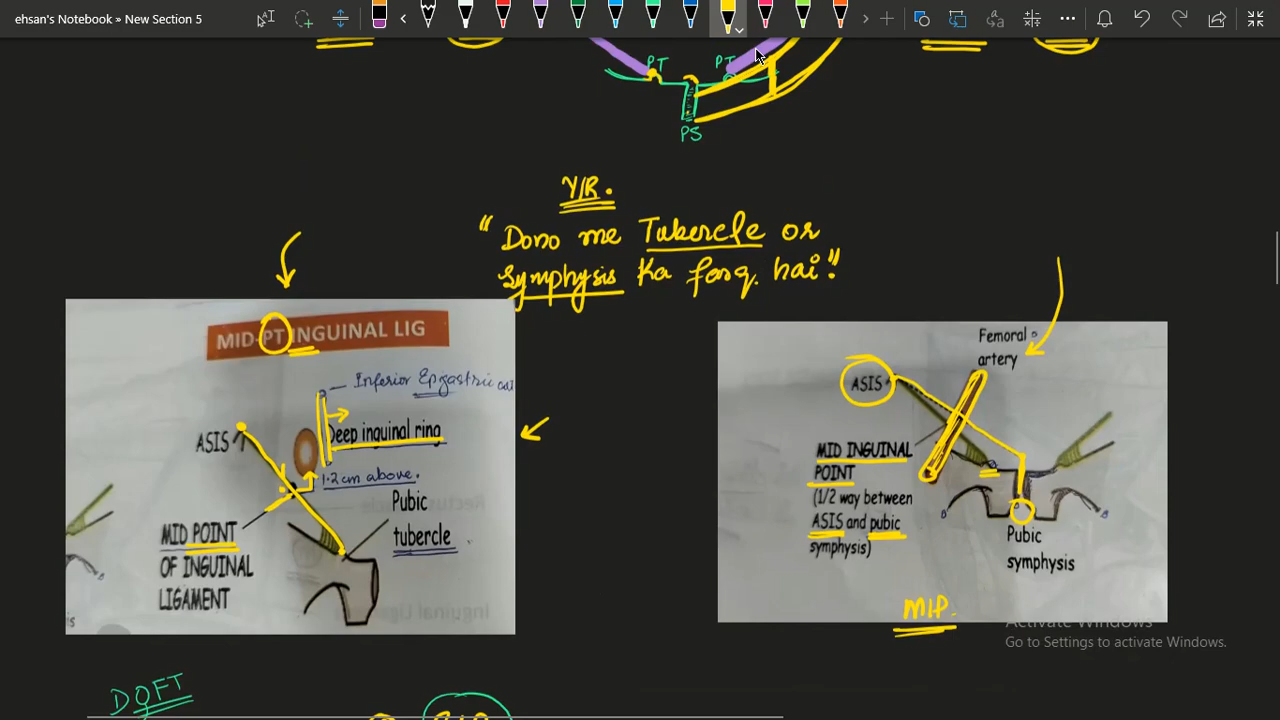 ehsan's Notebook » New Section 5
PT
PT
PS
Y/R.
"Dono me Tubercle or
Symphysis Ka farq hai"
MID-PT INGUINAL LIG
Inferior Epigastric
ASIS
Deep inguinal ring
1.2 cm above.
Pubic
tubercle
MID POINT
OF INGUINAL
LIGAMENT
Femoral
artery
ASIS
MID INGUINAL
POINT
(1/2 way between
ASIS and pubic
symphysis)
Pubic
symphysis
MIP.
Activate Windows
Go to Settings to activate Windows.
DOFT